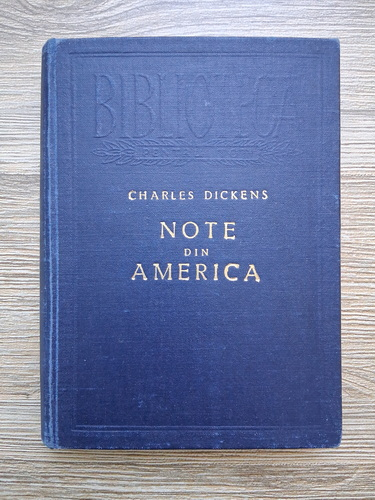 BIBLIOTECA
CHARLES DICKENS
NOTE
DIN
AMERICA